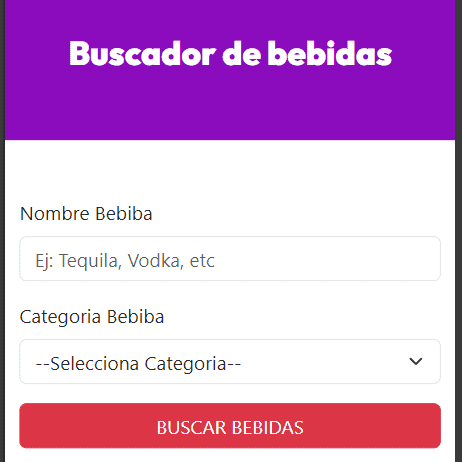 Buscador de bebidas
Nombre Bebiba
Ej: Tequila, Vodka, etc
Categoria Bebiba
--Selecciona Categoria--
BUSCAR BEBIDAS